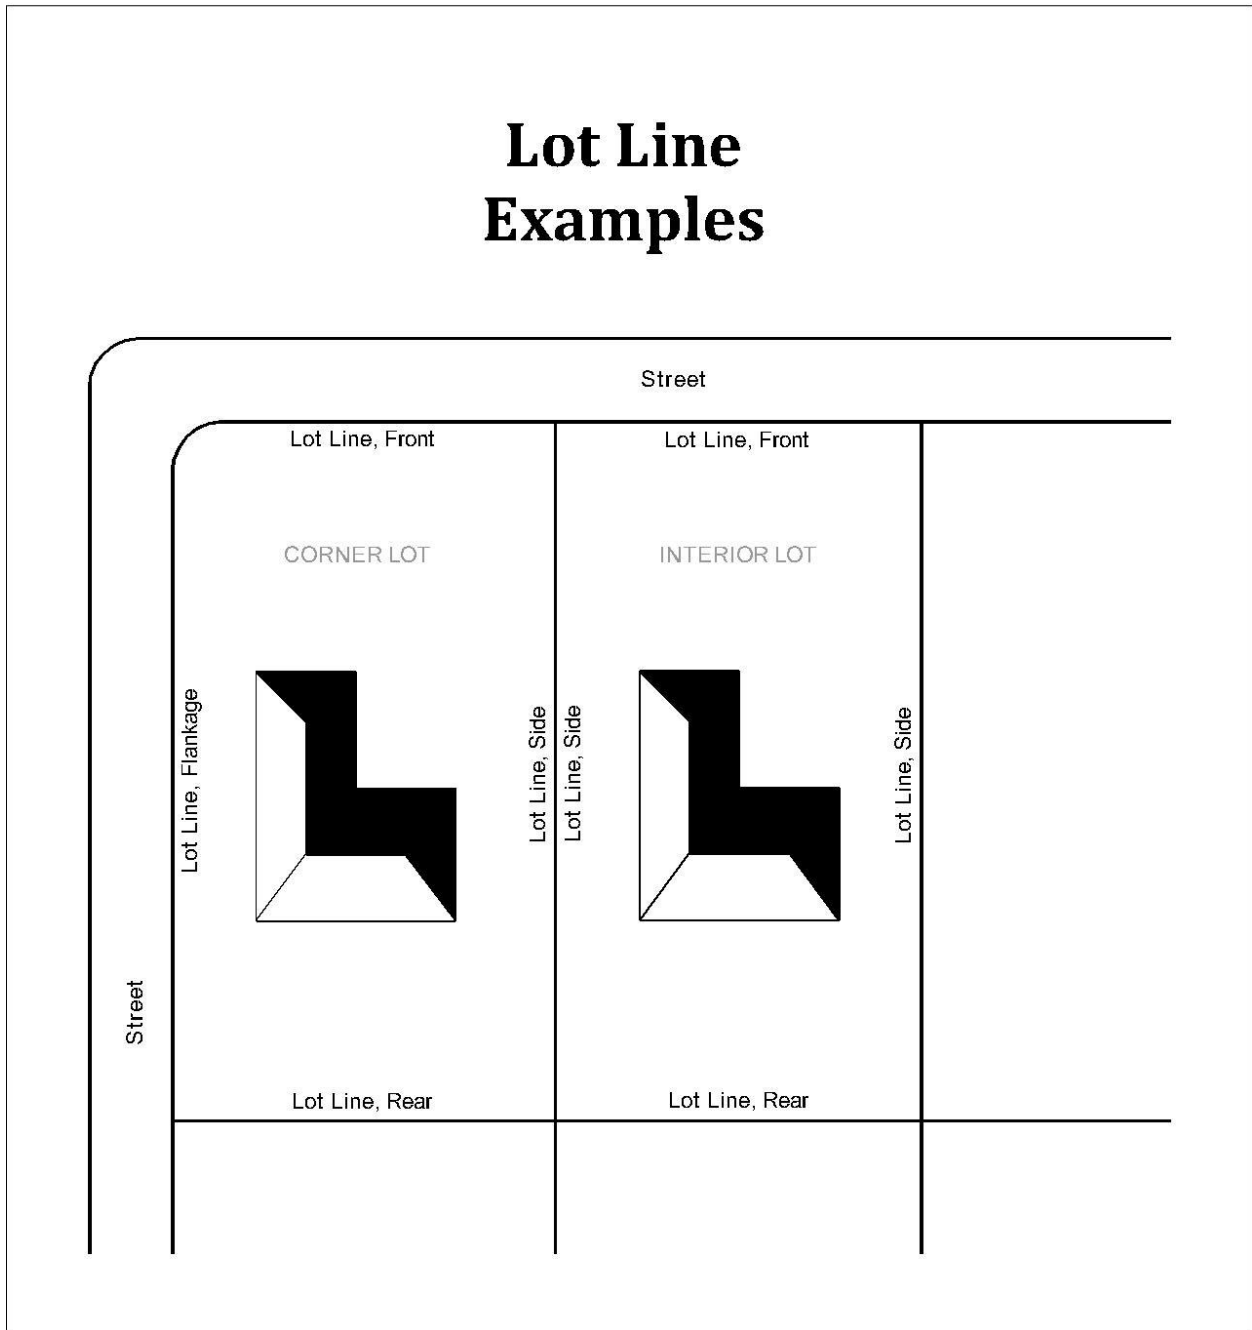 Lot Line
Examples
Street
Lot Line, Front
Lot Line, Front
CORNER LOT
INTERIOR LOT
Lot Line, Flankage
Lot Line, Side
Lot Line, Side
Lot Line, Side
Street
Lot Line, Rear
Lot Line, Rear